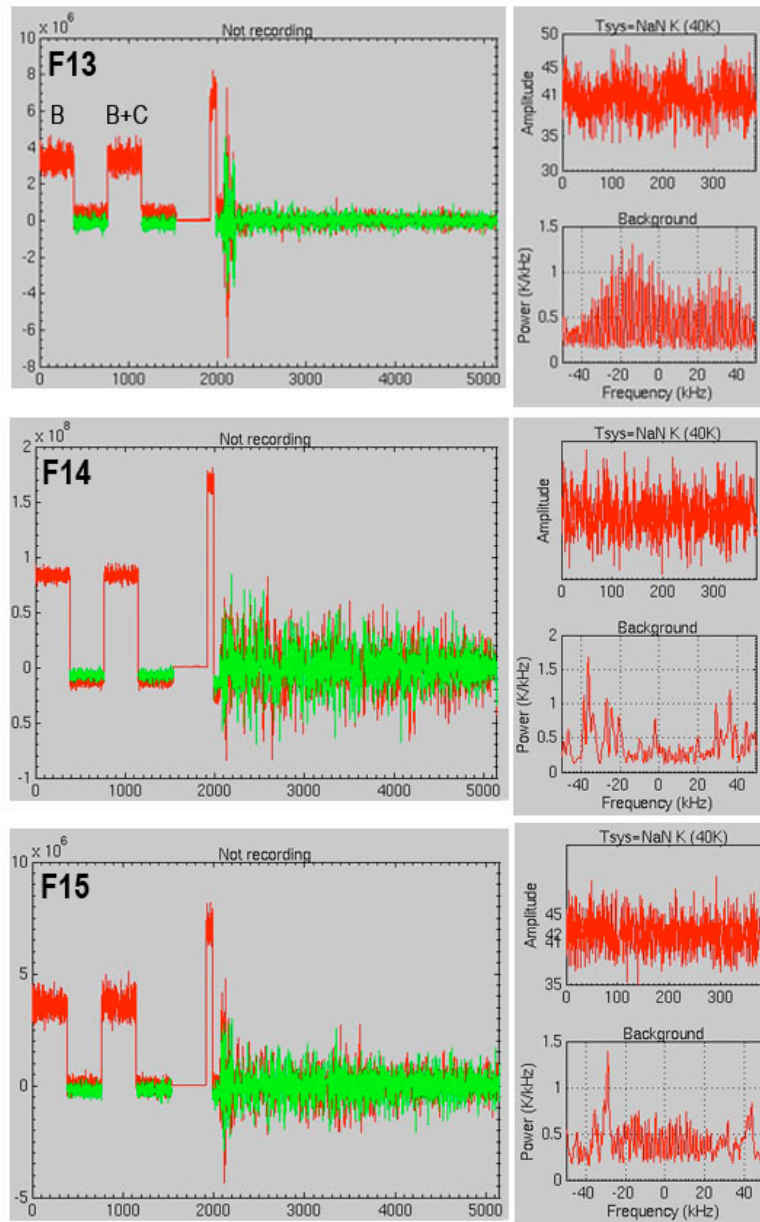 x 10⁶
Not recording
F13
B
B+C
10
8
6
4
2
0
-2
-4
-6
-8
0 1000 2000 3000 4000 5000
Tsys=NaN K (40K)
Amplitude
50
45
41
35
30
0 100 200 300
Background
Power (K/kHz)
1.5
1
0.5
0
-40 -20 0 20 40
Frequency (kHz)
x 10⁸
Not recording
F14
2
1.5
1
0.5
0
0.5
-1
0 1000 2000 3000 4000 5000
Tsys=NaN K (40K)
Amplitude
0 100 200 300
Background
Power (K/kHz)
2
1.5
1
0.5
0
-40 -20 0 20 40
Frequency (kHz)
x 10⁶
Not recording
F15
10
5
0
-5
0 1000 2000 3000 4000 5000
Tsys=NaN K (40K)
Amplitude
45
42
41
35
0 100 200 300
Background
Power (K/kHz)
1.5
1
0.5
0
-40 -20 0 20 40
Frequency (kHz)